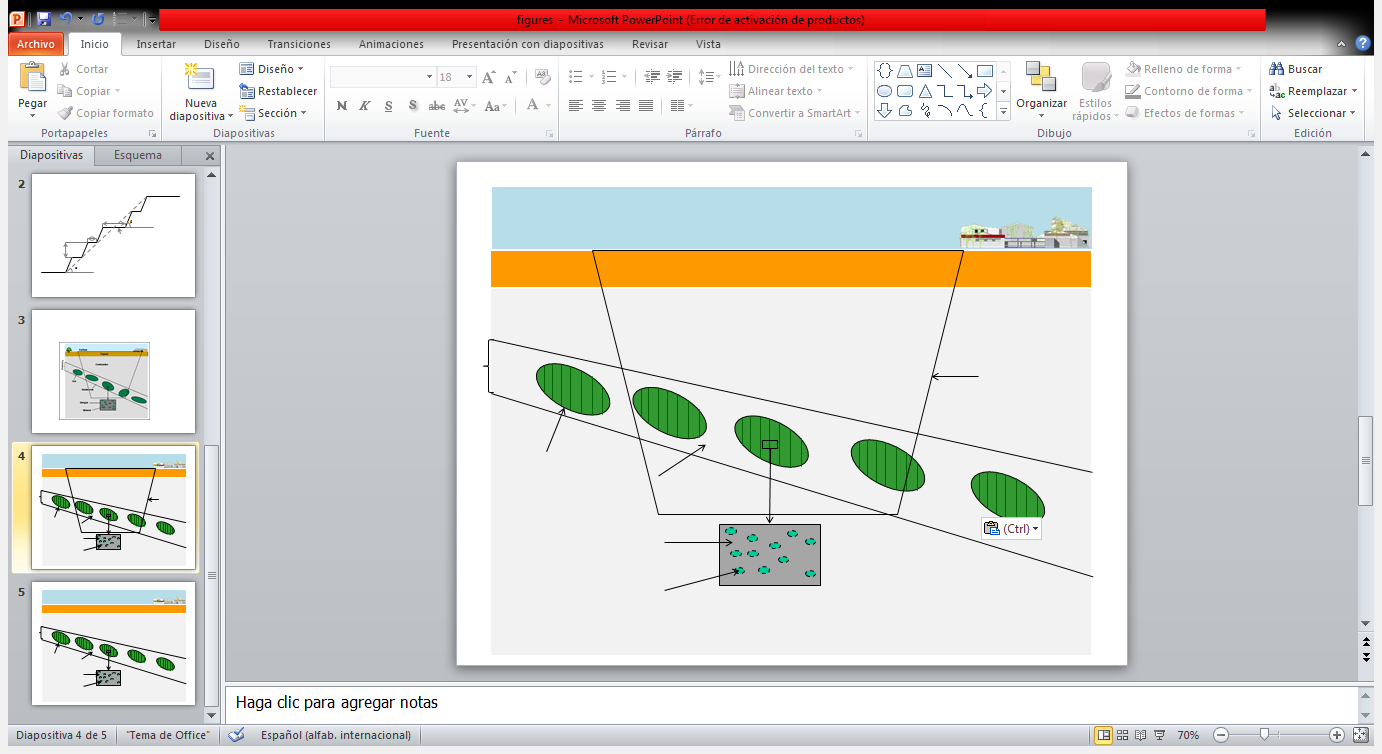 figures - Microsoft PowerPoint (Error de activación de productos)
Archivo Inicio Insertar Diseño Transiciones Animaciones Presentación con diapositivas Revisar Vista
Pegar
Cortar
Copiar
Copiar formato
Portapapeles
Nueva
diapositiva
Diseño
Restablecer
Sección
Diapositivas
18
N K S S abc AV Aa A
Fuente
Dirección del texto
Alinear texto
Convertir a SmartArt
Párrafo
Organizar
Estilos
rápidos
Relleno de forma
Contorno de forma
Efectos de formas
Dibujo
Buscar
Reemplazar
Seleccionar
Edición
Diapositivas Esquema
2
3
4
5
(Ctrl)
Haga clic para agregar notas
Diapositiva 4 de 5 "Tema de Office" Español (alfab. internacional) 70%